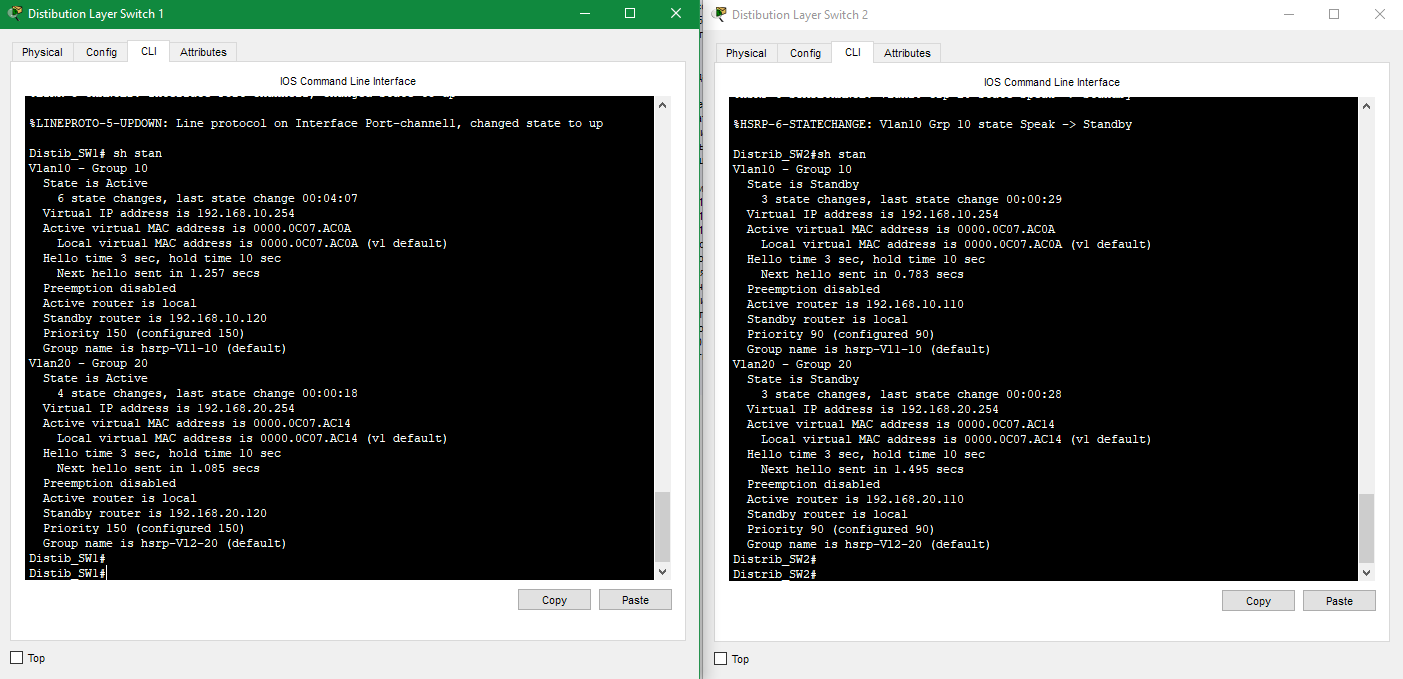 Distibution Layer Switch 1
Physical Config CLI Attributes
IOS Command Line Interface
%LINEPROTO-5-UPDOWN: Line protocol on Interface Port-channel1, changed state to up
Distib_SW1# sh stan
Vlan10 - Group 10
State is Active
6 state changes, last state change 00:04:07
Virtual IP address is 192.168.10.254
Active virtual MAC address is 0000.0C07.AC0A
Local virtual MAC address is 0000.0C07.AC0A (v1 default)
Hello time 3 sec, hold time 10 sec
Next hello sent in 1.257 secs
Preemption disabled
Active router is local
Standby router is 192.168.10.120
Priority 150 (configured 150)
Group name is hsrp-Vl1-10 (default)
Vlan20 - Group 20
State is Active
4 state changes, last state change 00:00:18
Virtual IP address is 192.168.20.254
Active virtual MAC address is 0000.0C07.AC14
Local virtual MAC address is 0000.0C07.AC14 (v1 default)
Hello time 3 sec, hold time 10 sec
Next hello sent in 1.085 secs
Preemption disabled
Active router is local
Standby router is 192.168.20.120
Priority 150 (configured 150)
Group name is hsrp-Vl2-20 (default)
Distib_SW1#
Distib_SW1#
Copy Paste
Top
Distibution Layer Switch 2
Physical Config CLI Attributes
IOS Command Line Interface
%HSRP-6-STATECHANGE: Vlan10 Grp 10 state Speak -> Standby
Distrib_SW2#sh stan
Vlan10 - Group 10
State is Standby
3 state changes, last state change 00:00:29
Virtual IP address is 192.168.10.254
Active virtual MAC address is 0000.0C07.AC0A
Local virtual MAC address is 0000.0C07.AC0A (v1 default)
Hello time 3 sec, hold time 10 sec
Next hello sent in 0.783 secs
Preemption disabled
Active router is 192.168.10.110
Standby router is local
Priority 90 (configured 90)
Group name is hsrp-Vl1-10 (default)
Vlan20 - Group 20
State is Standby
3 state changes, last state change 00:00:28
Virtual IP address is 192.168.20.254
Active virtual MAC address is 0000.0C07.AC14
Local virtual MAC address is 0000.0C07.AC14 (v1 default)
Hello time 3 sec, hold time 10 sec
Next hello sent in 1.495 secs
Preemption disabled
Active router is 192.168.20.110
Standby router is local
Priority 90 (configured 90)
Group name is hsrp-Vl2-20 (default)
Distrib_SW2#
Distrib_SW2#
Copy Paste
Top